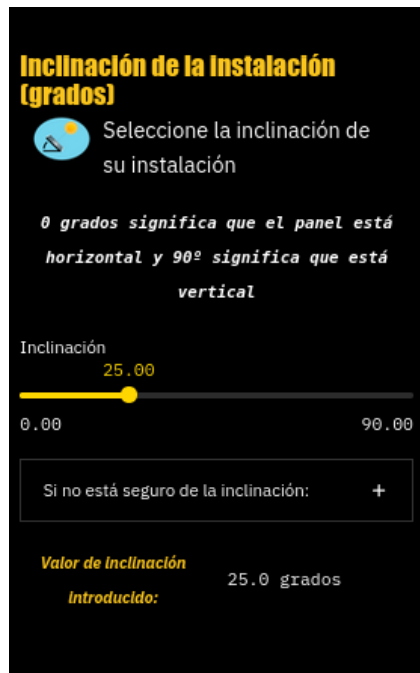 Inclinación de la Instalación
(grados)
Seleccione la inclinación de
su instalación
0 grados significa que el panel está
horizontal y 90º significa que está
vertical
Inclinación
25.00
0.00 90.00
Si no está seguro de la inclinación: +
Valor de inclinación
introducido:
25.0 grados